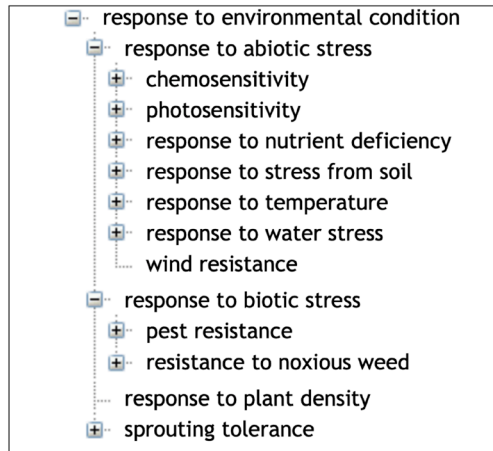 response to environmental condition
response to abiotic stress
chemosensitivity
photosensitivity
response to nutrient deficiency
response to stress from soil
response to temperature
response to water stress
wind resistance
response to biotic stress
pest resistance
resistance to noxious weed
response to plant density
sprouting tolerance